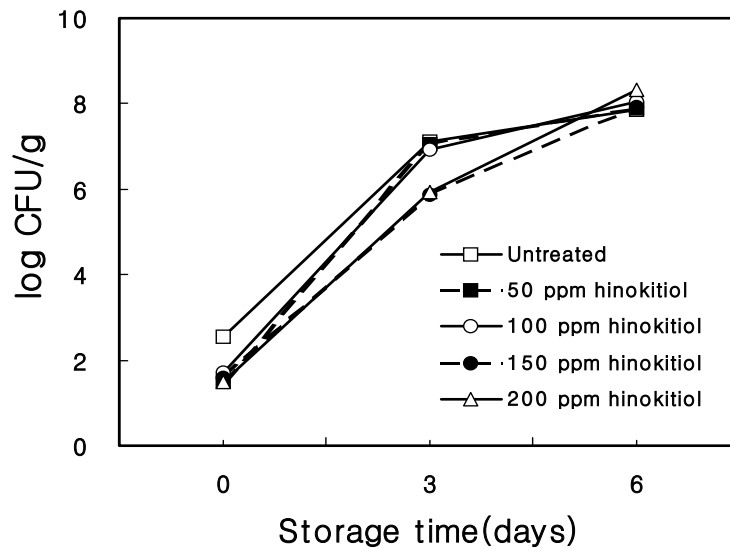 10
8
6
4
2
0
log CFU/g
Untreated
50 ppm hinokitiol
100 ppm hinokitiol
150 ppm hinokitiol
200 ppm hinokitiol
0 3 6
Storage time(days)